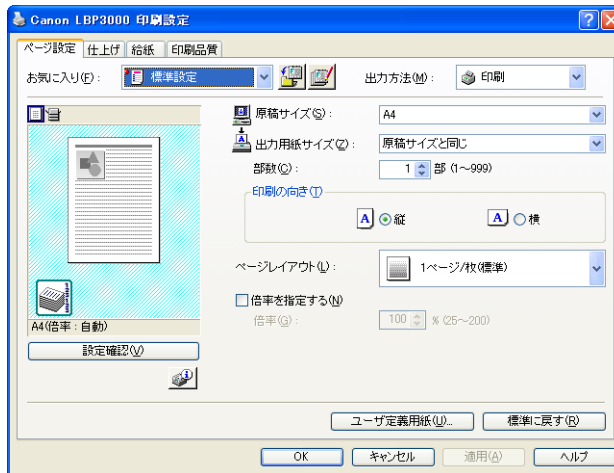 Canon LBP3000 印刷設定
ページ設定 仕上げ 給紙 印刷品質
お気に入り(F): 標準設定 出力方法(M): 印刷
原稿サイズ(S): A4
出力用紙サイズ(Z): 原稿サイズと同じ
部数(C): 1 部 (1～999)
印刷の向き(T)
A 縦 A 横
ページレイアウト(L): 1ページ/枚(標準)
倍率を指定する(N)
倍率(G): 100 % (25～200)
A4(倍率:自動)
設定確認(V)
ユーザ定義用紙(U)... 標準に戻す(R)
OK キャンセル 適用(A) ヘルプ